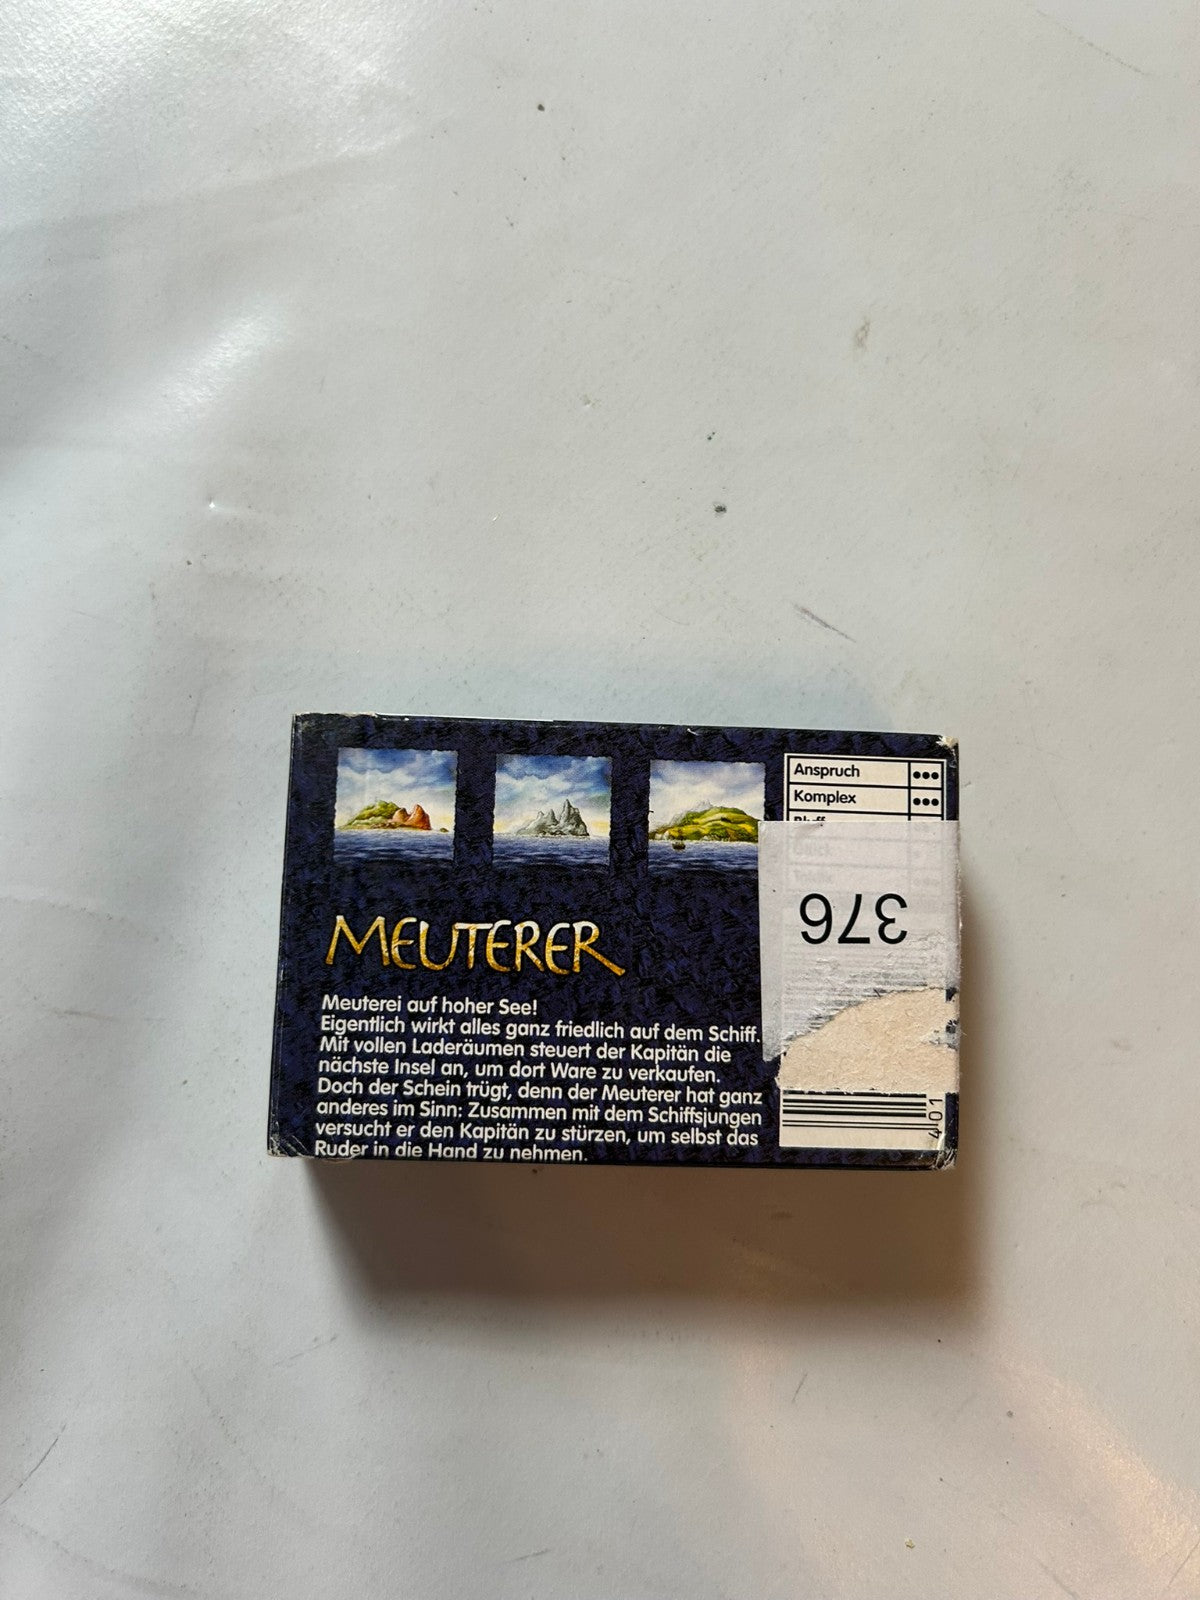 Anspruch •••
Komplex •••
Bluff
376
MEUTERER
Meuterei auf hoher See!
Eigentlich wirkt alles ganz friedlich auf dem Schiff.
Mit vollen Laderäumen steuert der Kapitän die
nächste Insel an, um dort Ware zu verkaufen.
Doch der Schein trügt, denn der Meuterer hat ganz
anderes im Sinn: Zusammen mit dem Schiffsjungen
versucht er den Kapitän zu stürzen, um selbst das
Ruder in die Hand zu nehmen.
401